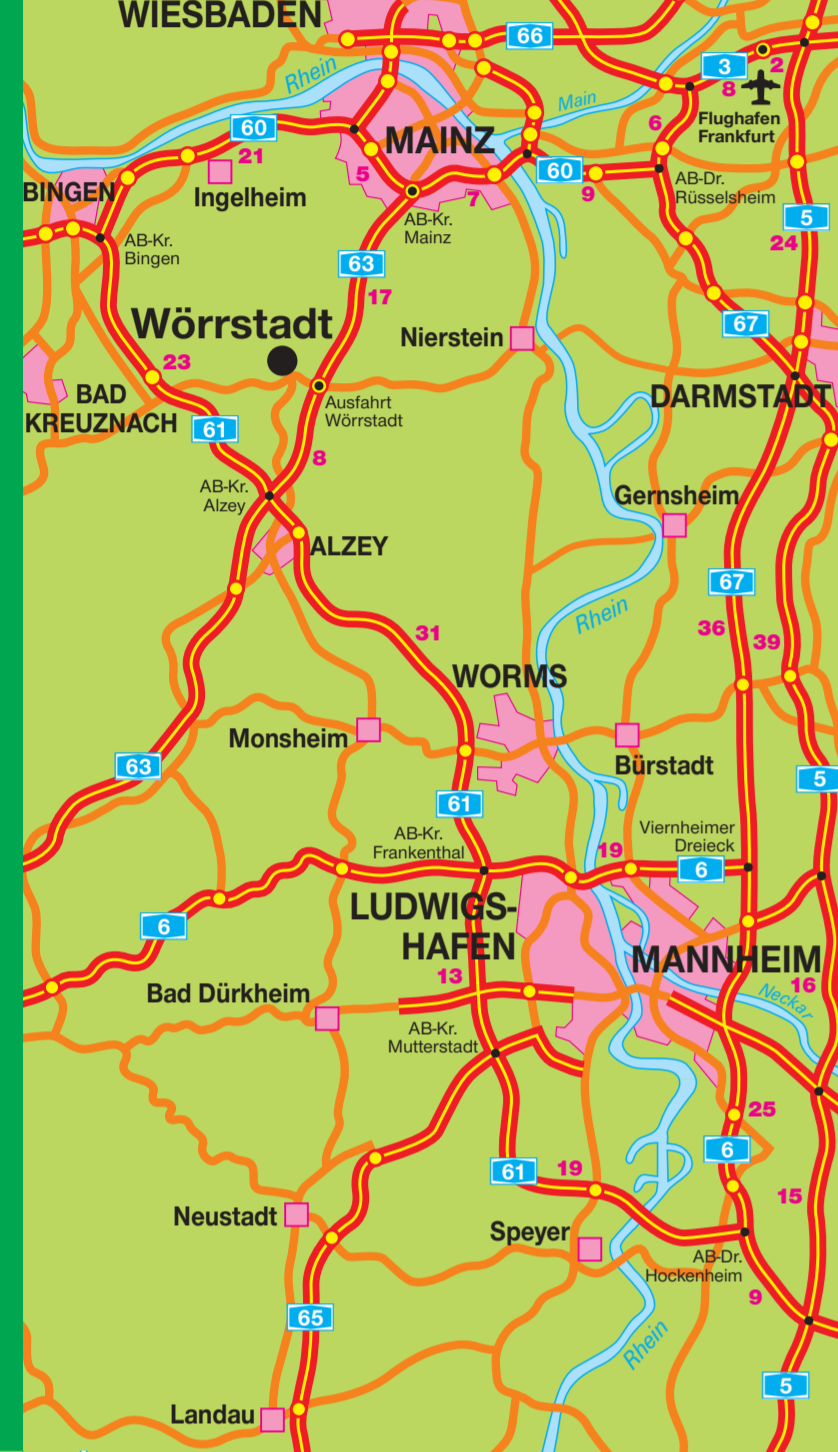 WIESBADEN
66
Rhein
3
2
8
Main
Flughafen
Frankfurt
60
MAINZ
6
21
5
60
BINGEN
Ingelheim
7
9
AB-Dr.
Rüsselsheim
AB-Kr.
Bingen
AB-Kr.
Mainz
5
24
63
17
Wörrstadt
Nierstein
67
23
BAD
KREUZNACH
Ausfahrt
Wörrstadt
DARMSTADT
61
8
AB-Kr.
Alzey
Gernsheim
ALZEY
67
Rhein
31
36
39
WORMS
Monsheim
63
Bürstadt
5
61
AB-Kr.
Frankenthal
19
Viernheimer
Dreieck
6
6
LUDWIGS-
HAFEN
MANNHEIM
13
16
Bad Dürkheim
Neckar
AB-Kr.
Mutterstadt
25
6
61
19
15
Neustadt
Speyer
AB-Dr.
Hockenheim
9
65
Rhein
5
Landau